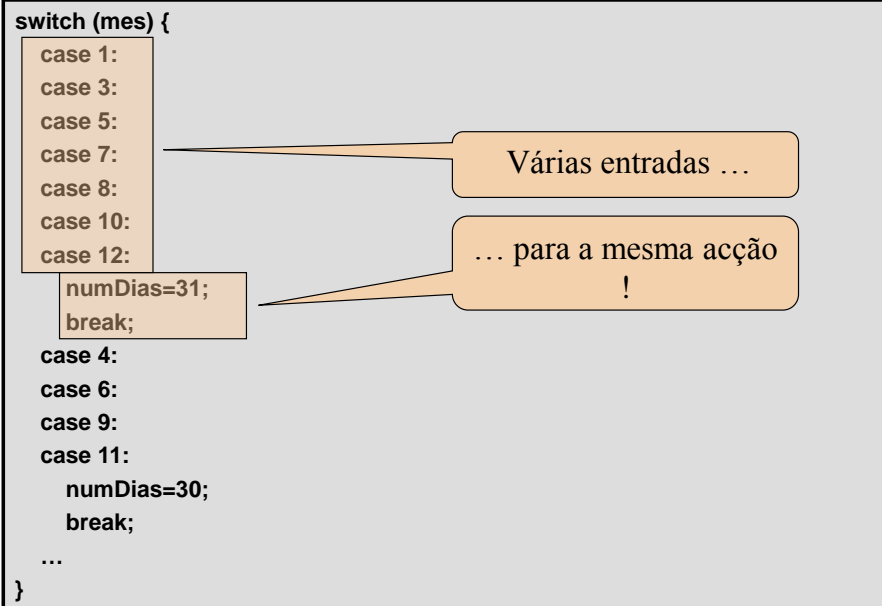 switch (mes) {
case 1:
case 3:
case 5:
case 7:
case 8:
case 10:
case 12:
numDias=31;
break;
case 4:
case 6:
case 9:
case 11:
numDias=30;
break;
…
}
Várias entradas …
… para a mesma acção
!